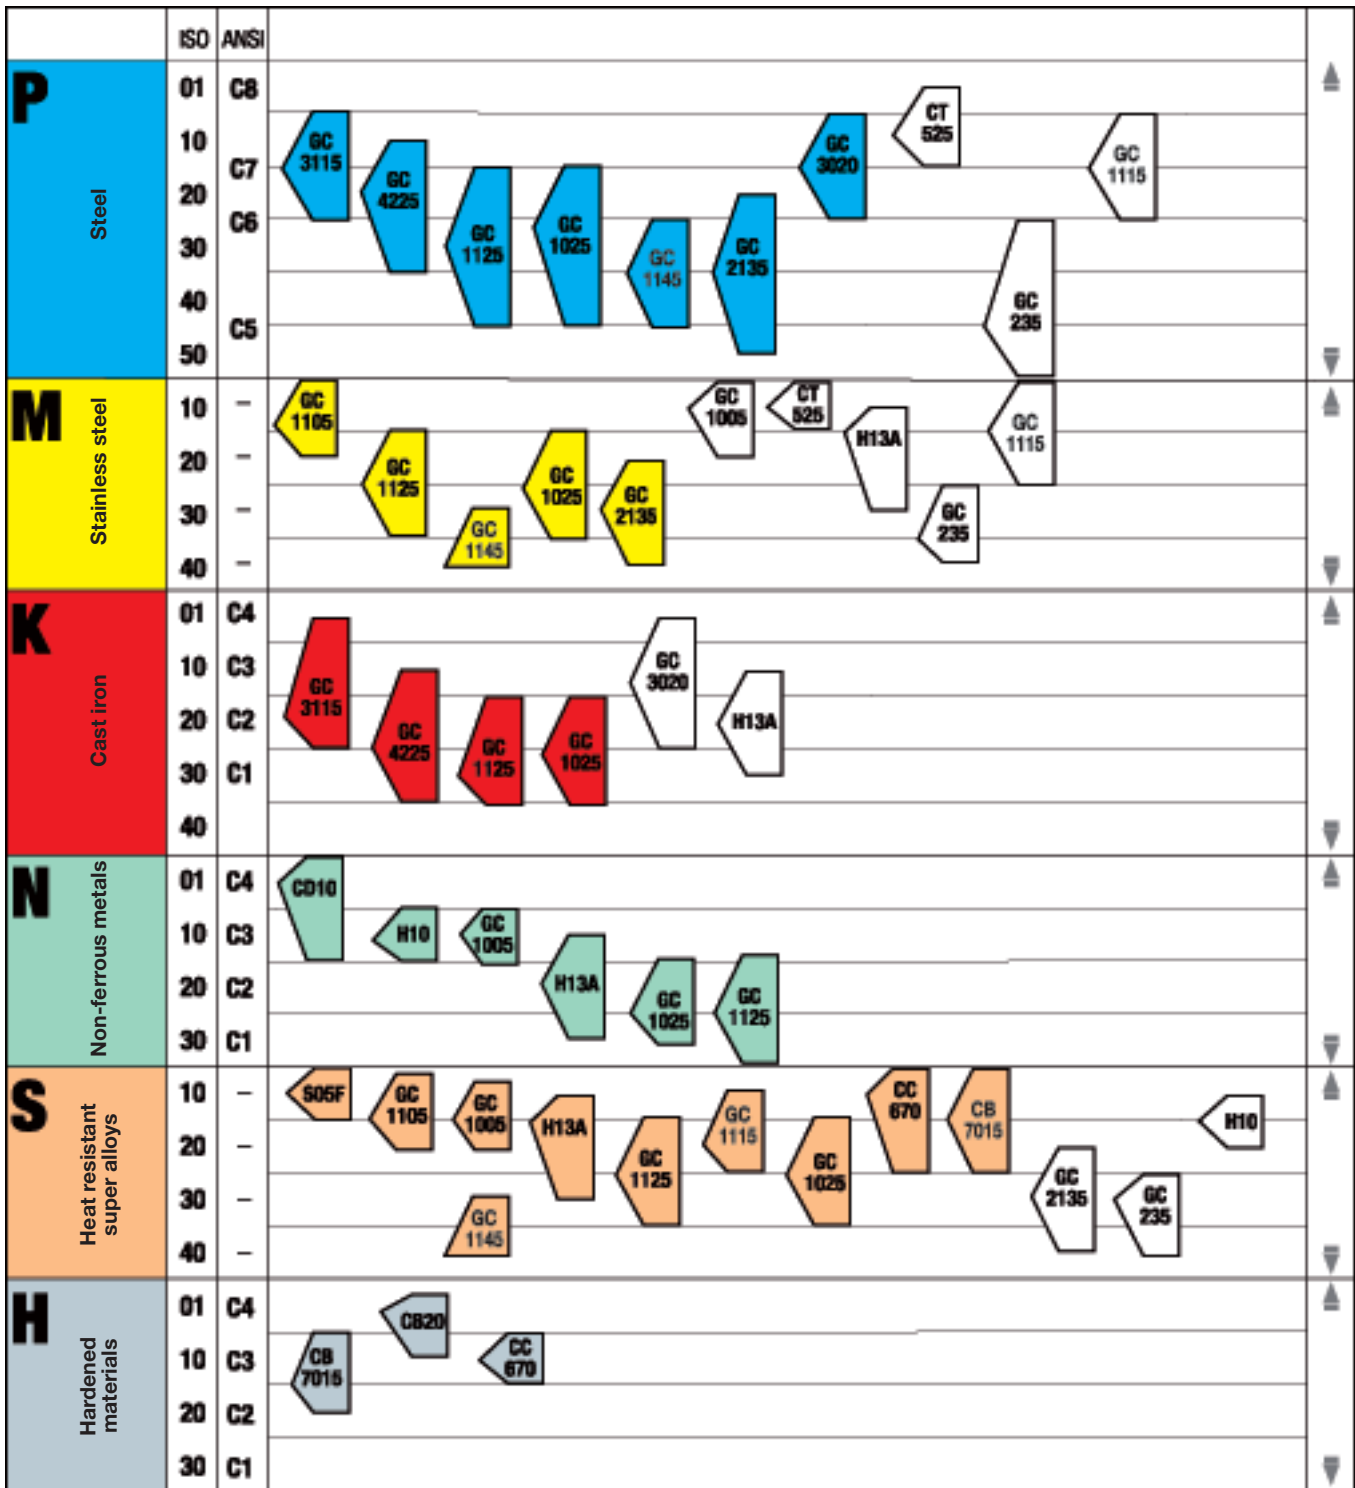 ISO ANSI
P
Steel
01 C8
10
C7
20
C6
30
40
C5
50
GC
3115
GC
4225
GC
1125
GC
1025
GC
1145
GC
2135
GC
3020
CT
525
GC
235
GC
1115
M
Stainless steel
10 –
20 –
30 –
40 –
GC
1105
GC
1125
GC
1145
GC
1025
GC
2135
GC
1005
CT
525
H13A
GC
235
GC
1115
K
Cast iron
01 C4
10 C3
20 C2
30 C1
40
GC
3115
GC
4225
GC
1125
GC
1025
GC
3020
H13A
N
Non-ferrous metals
01 C4
10 C3
20 C2
30 C1
CD10
H10
GC
1005
H13A
GC
1025
GC
1125
S
Heat resistant
super alloys
10 –
20 –
30 –
40 –
S05F
GC
1105
GC
1005
GC
1145
H13A
GC
1125
GC
1115
GC
1025
CC
670
CB
7015
GC
2135
GC
235
H10
H
Hardened
materials
01 C4
10 C3
20 C2
30 C1
CB
7015
CB20
CC
670